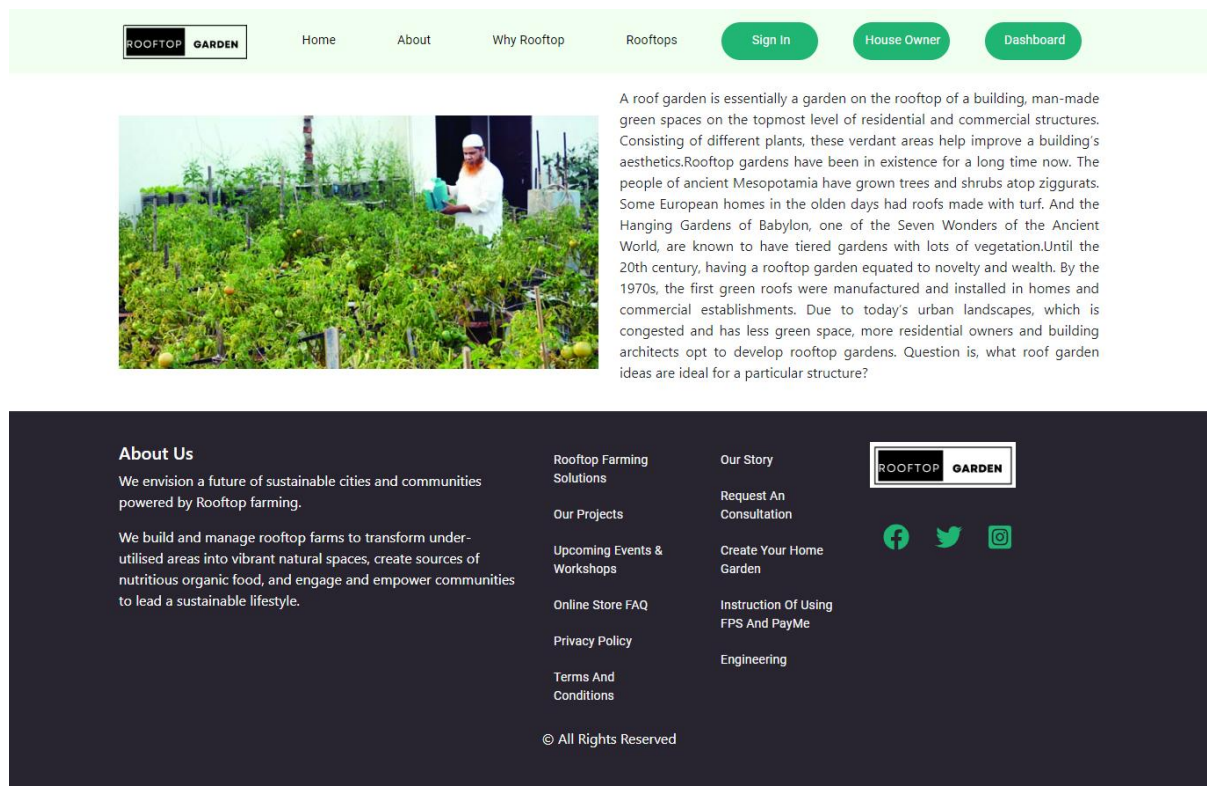 ROOFTOP GARDEN
Home
About
Why Rooftop
Rooftops
Sign In
House Owner
Dashboard
A roof garden is essentially a garden on the rooftop of a building, man-made
green spaces on the topmost level of residential and commercial structures.
Consisting of different plants, these verdant areas help improve a building's
aesthetics.Rooftop gardens have been in existence for a long time now. The
people of ancient Mesopotamia have grown trees and shrubs atop ziggurats.
Some European homes in the olden days had roofs made with turf. And the
Hanging Gardens of Babylon, one of the Seven Wonders of the Ancient
World, are known to have tiered gardens with lots of vegetation.Until the
20th century, having a rooftop garden equated to novelty and wealth. By the
1970s, the first green roofs were manufactured and installed in homes and
commercial establishments. Due to today's urban landscapes, which is
congested and has less green space, more residential owners and building
architects opt to develop rooftop gardens. Question is, what roof garden
ideas are ideal for a particular structure?
About Us
We envision a future of sustainable cities and communities
powered by Rooftop farming.
We build and manage rooftop farms to transform under-
utilised areas into vibrant natural spaces, create sources of
nutritious organic food, and engage and empower communities
to lead a sustainable lifestyle.
Rooftop Farming
Solutions
Our Projects
Upcoming Events &
Workshops
Online Store FAQ
Privacy Policy
Terms And
Conditions
Our Story
Request An
Consultation
Create Your Home
Garden
Instruction Of Using
FPS And PayMe
Engineering
ROOFTOP GARDEN
© All Rights Reserved